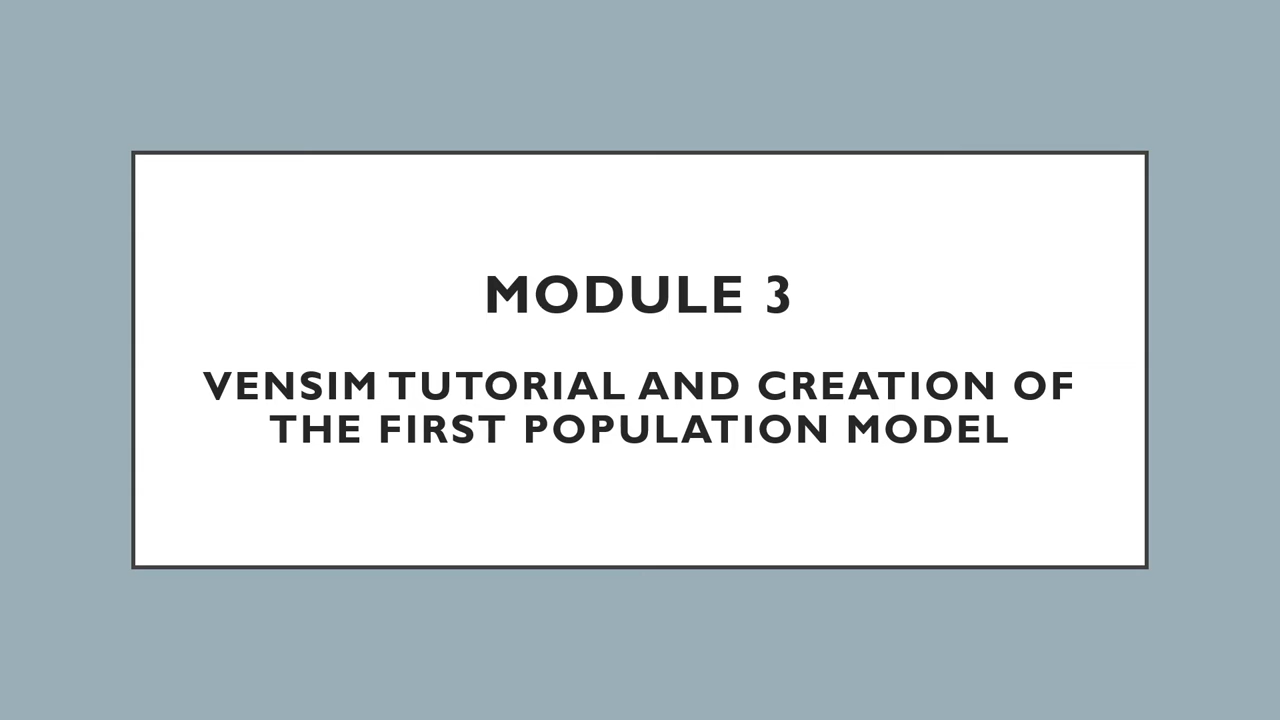 MODULE 3
VENSIM TUTORIAL AND CREATION OF
THE FIRST POPULATION MODEL